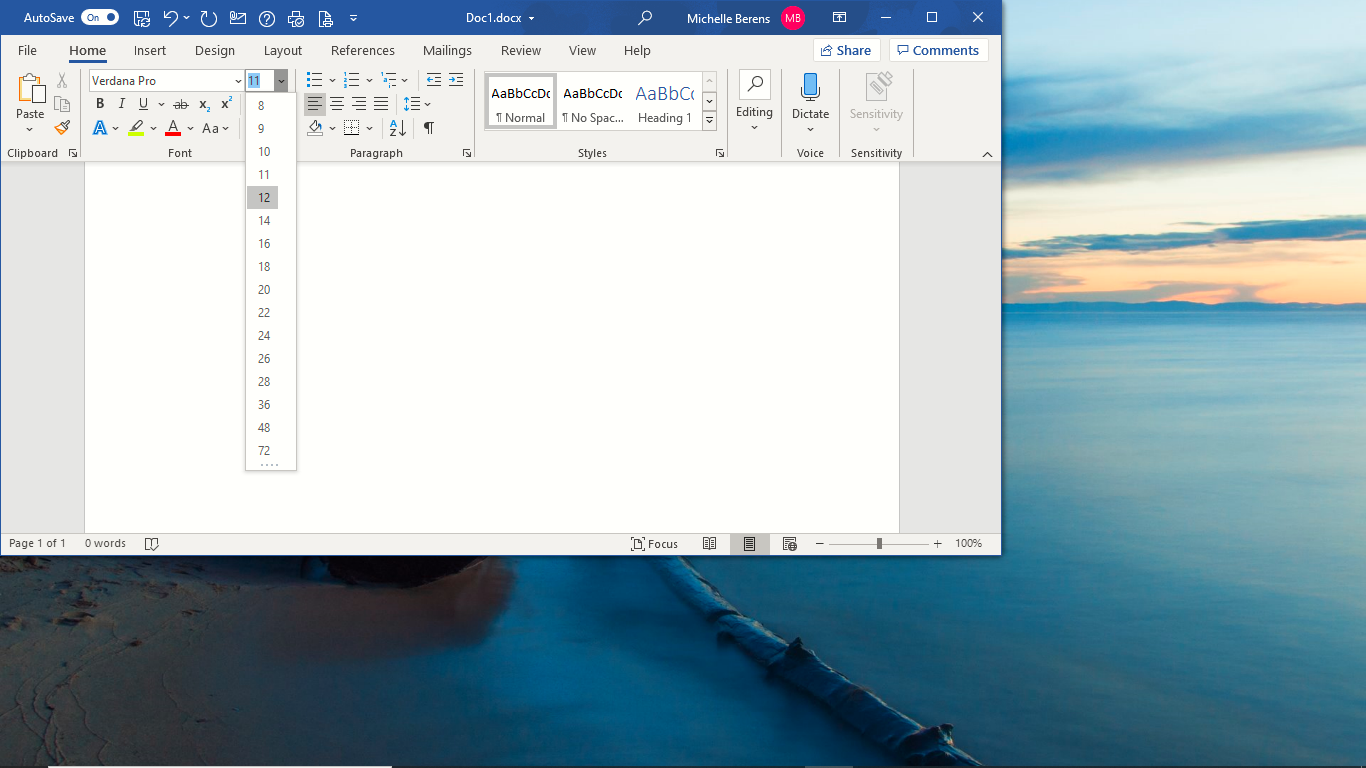 AutoSave On Doc1.docx Michelle Berens MB
File Home Insert Design Layout References Mailings Review View Help Share Comments
Verdana Pro 11
Paste
B I U ab x2 x2
A A Aa
A Z
AaBbCcDc AaBbCcDc AaBbCc
¶ Normal ¶ No Spac... Heading 1
Editing Dictate Sensitivity
Clipboard Font Paragraph Styles Voice Sensitivity
8
9
10
11
12
14
16
18
20
22
24
26
28
36
48
72
Page 1 of 1 0 words Focus 100%